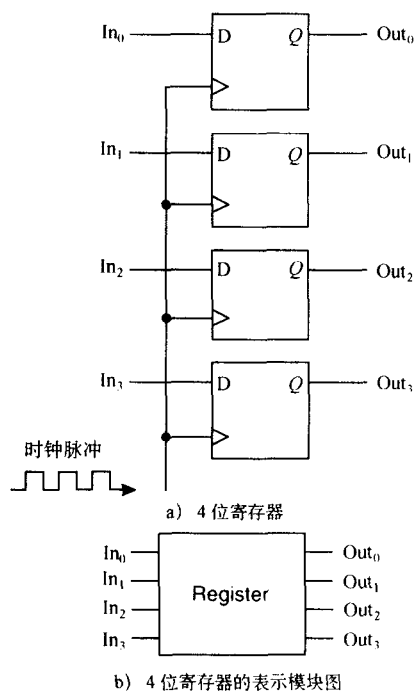 In₀ D Q Out₀
In₁ D Q Out₁
In₂ D Q Out₂
In₃ D Q Out₃
时钟脉冲
a) 4 位寄存器
In₀ Out₀
In₁ Out₁
Register
In₂ Out₂
In₃ Out₃
b) 4 位寄存器的表示模块图